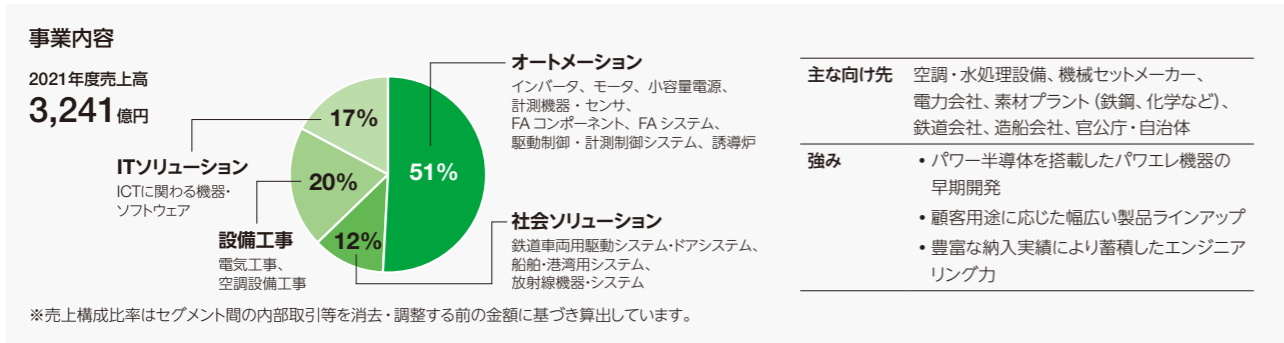 事業内容
2021年度売上高
3,241億円
オートメーション
インバータ、モータ、小容量電源、
計測機器・センサ、
FAコンポーネント、FAシステム、
駆動制御・計測制御システム、誘導炉
51%
社会ソリューション
鉄道車両用駆動システム・ドアシステム、
船舶・港湾用システム、
放射線機器・システム
12%
設備工事
電気工事、
空調設備工事
20%
ITソリューション
ICTに関わる機器・
ソフトウェア
17%
主な向け先
空調・水処理設備、機械セットメーカー、
電力会社、素材プラント（鉄鋼、化学など）、
鉄道会社、造船会社、官公庁・自治体
強み
• パワー半導体を搭載したパワエレ機器の
早期開発
• 顧客用途に応じた幅広い製品ラインアップ
• 豊富な納入実績により蓄積したエンジニア
リング力
※売上構成比率はセグメント間の内部取引等を消去・調整する前の金額に基づき算出しています。